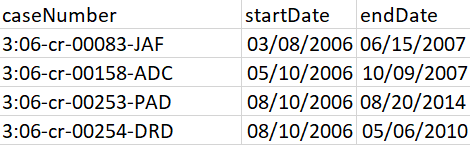 caseNumber startDate endDate
3:06-cr-00083-JAF 03/08/2006 06/15/2007
3:06-cr-00158-ADC 05/10/2006 10/09/2007
3:06-cr-00253-PAD 08/10/2006 08/20/2014
3:06-cr-00254-DRD 08/10/2006 05/06/2010